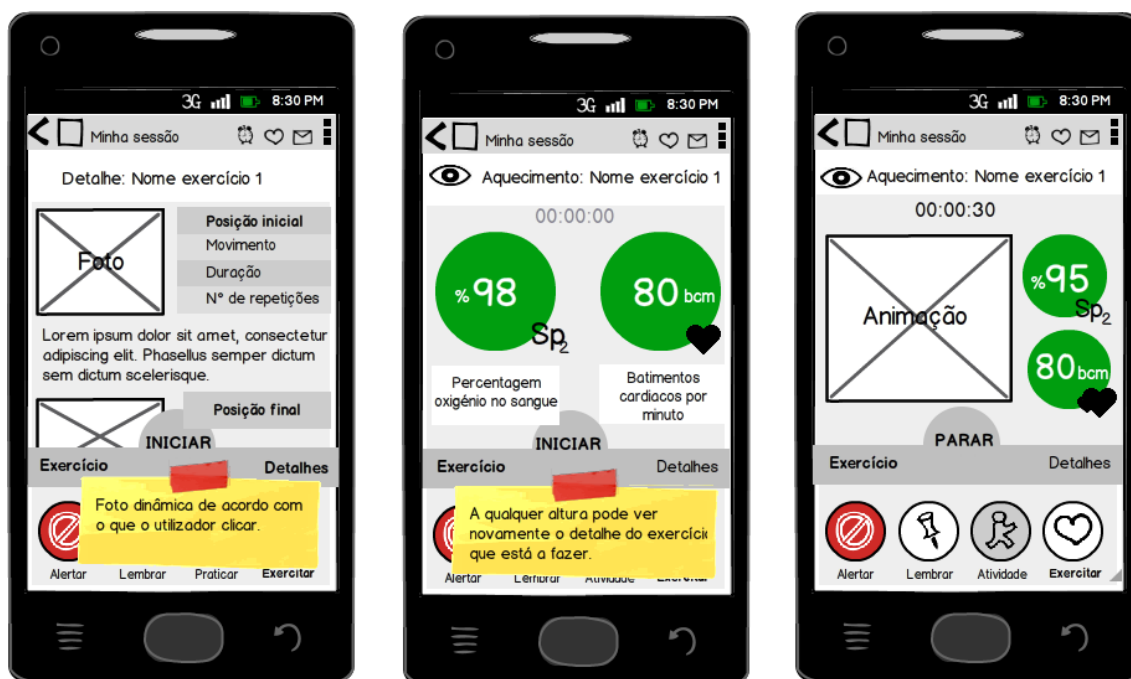 3G 8:30 PM
Minha sessão
Detalhe: Nome exercício 1
Foto
Posição inicial
Movimento
Duração
N° de repetições
Lorem ipsum dolor sit amet, consectetur
adipiscing elit. Phasellus semper dictum
sem dictum scelerisque.
Posição final
INICIAR
Exercício
Detalhes
Foto dinâmica de acordo com
o que o utilizador clicar.
Alertar
Lembrar
Praticar
Exercitar
3G 8:30 PM
Minha sessão
Aquecimento: Nome exercício 1
00:00:00
%98
Sp2
80 bcm
Percentagem
oxigénio no sangue
Batimentos
cardiacos por
minuto
INICIAR
Exercício
Detalhes
A qualquer altura pode ver
novamente o detalhe do exercíci
que está a fazer.
Alertar
Lembrar
Atividade
Exercitar
3G 8:30 PM
Minha sessão
Aquecimento: Nome exercício 1
00:00:30
Animação
%95
Sp2
80 bcm
PARAR
Exercício
Detalhes
Alertar
Lembrar
Atividade
Exercitar